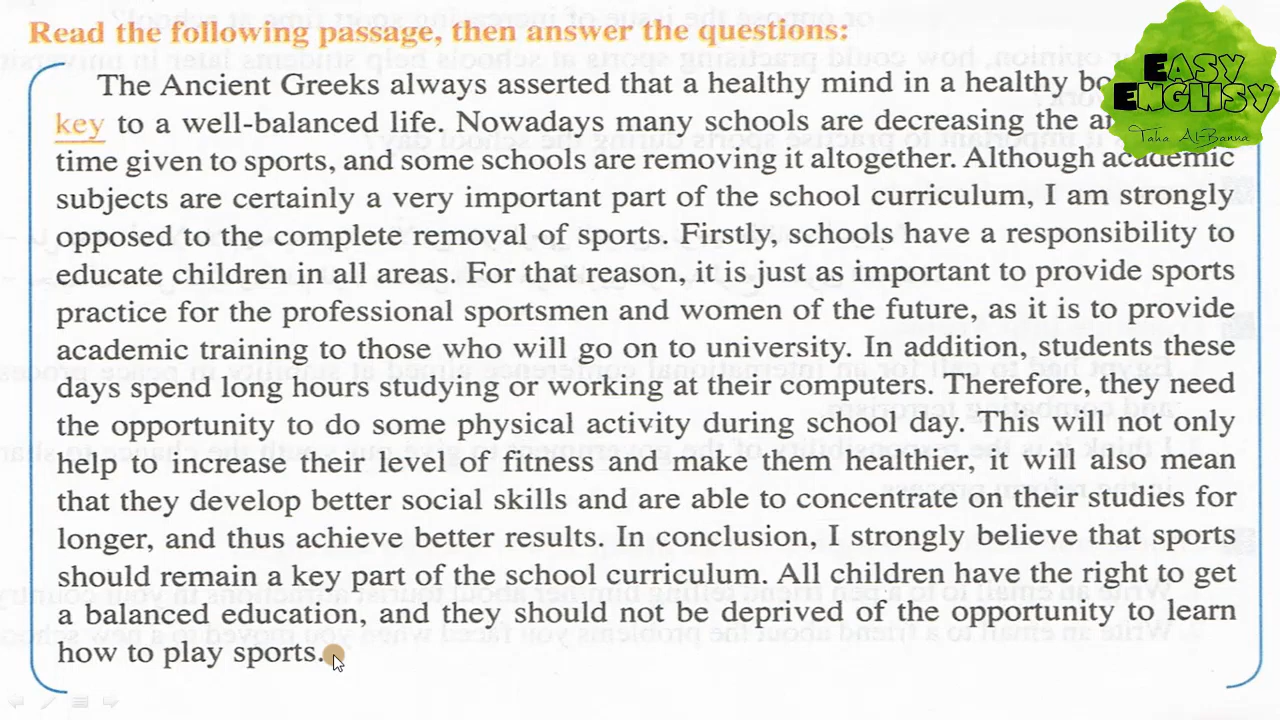 Read the following passage, then answer the questions:
EASY
ENGLISY
Taha Al-Banna
The Ancient Greeks always asserted that a healthy mind in a healthy
key to a well-balanced life. Nowadays many schools are decreasing the
time given to sports, and some schools are removing it altogether. Although academic
subjects are certainly a very important part of the school curriculum, I am strongly
opposed to the complete removal of sports. Firstly, schools have a responsibility to
educate children in all areas. For that reason, it is just as important to provide sports
practice for the professional sportsmen and women of the future, as it is to provide
academic training to those who will go on to university. In addition, students these
days spend long hours studying or working at their computers. Therefore, they need
the opportunity to do some physical activity during school day. This will not only
help to increase their level of fitness and make them healthier, it will also mean
that they develop better social skills and are able to concentrate on their studies for
longer, and thus achieve better results. In conclusion, I strongly believe that sports
should remain a key part of the school curriculum. All children have the right to get
a balanced education, and they should not be deprived of the opportunity to learn
how to play sports.